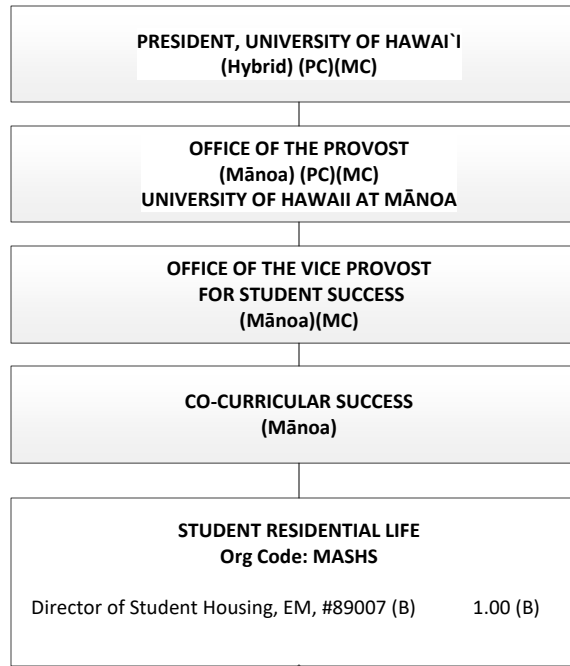 PRESIDENT, UNIVERSITY OF HAWAI`I
(Hybrid) (PC)(MC)
OFFICE OF THE PROVOST
(Mānoa) (PC)(MC)
UNIVERSITY OF HAWAII AT MĀNOA
OFFICE OF THE VICE PROVOST
FOR STUDENT SUCCESS
(Mānoa)(MC)
CO-CURRICULAR SUCCESS
(Mānoa)
STUDENT RESIDENTIAL LIFE
Org Code: MASHS
Director of Student Housing, EM, #89007 (B) 1.00 (B)